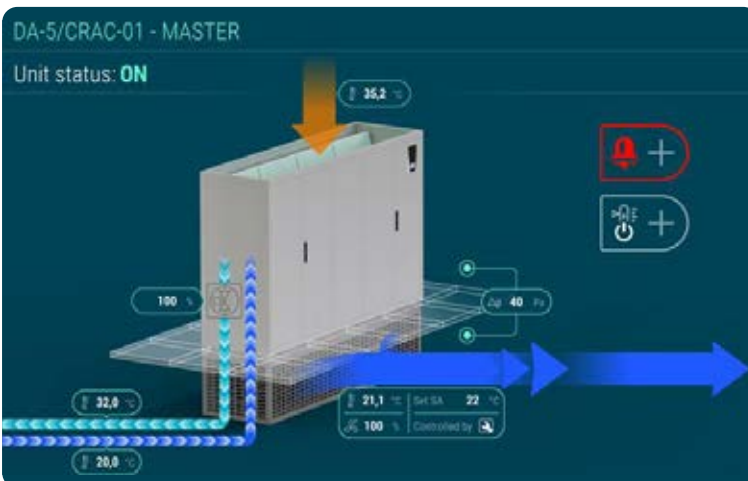 DA-5/CRAC-01 - MASTER
Unit status: ON
35,2 °C
100 %
Δp 40 Pa
32,0 °C
21,1 °C Set SA 22 °C
100 % Controlled by
20,0 °C